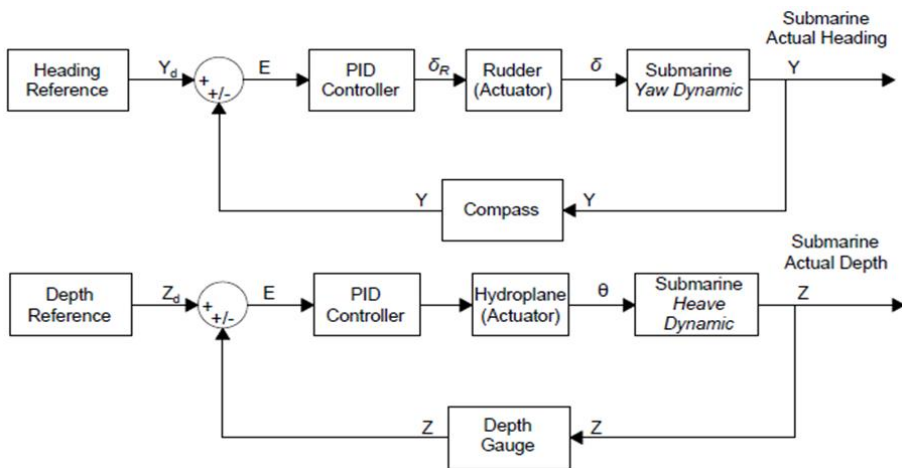 Submarine
Actual Heading
Heading
Reference
Y_d
+
+/-
E
PID
Controller
δ_R
Rudder
(Actuator)
δ
Submarine
Yaw Dynamic
Y
Y
Compass
Y
Submarine
Actual Depth
Depth
Reference
Z_d
+
+/-
E
PID
Controller
Hydroplane
(Actuator)
θ
Submarine
Heave
Dynamic
Z
Z
Depth
Gauge
Z